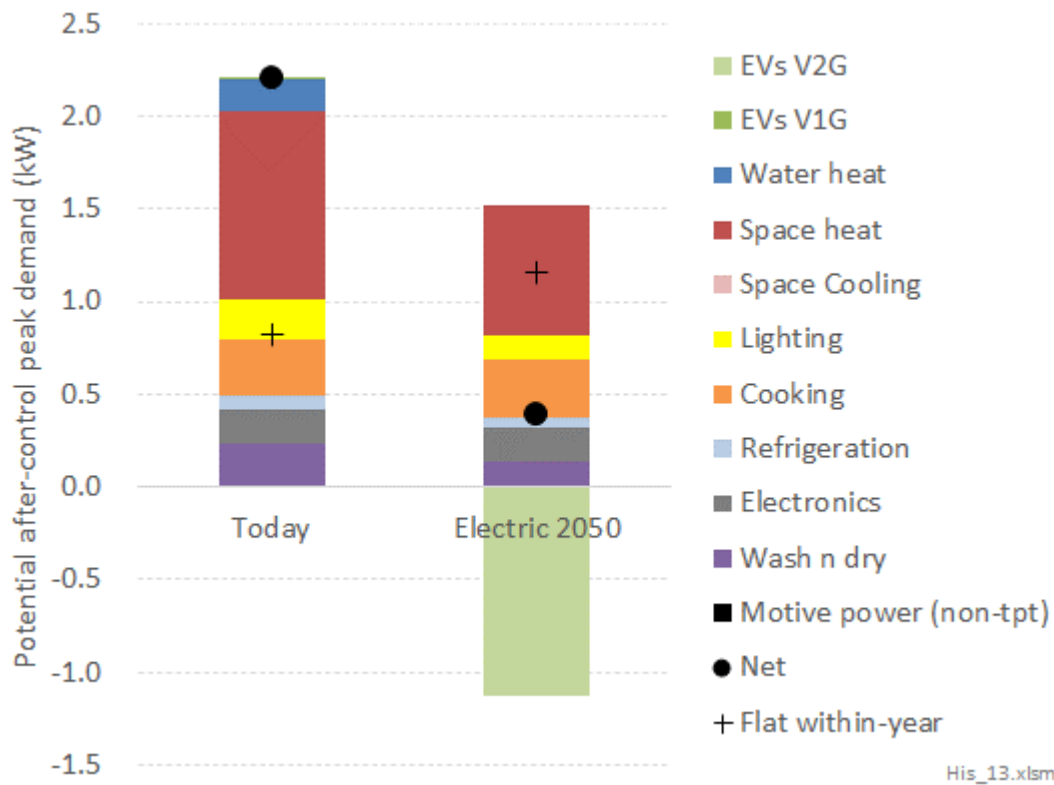 Potential after-control peak demand (kW)
2.5
2.0
1.5
1.0
0.5
0.0
-0.5
-1.0
-1.5
Today
Electric 2050
EVs V2G
EVs V1G
Water heat
Space heat
Space Cooling
Lighting
Cooking
Refrigeration
Electronics
Wash n dry
Motive power (non-tpt)
Net
Flat within-year
His_13.xlsm